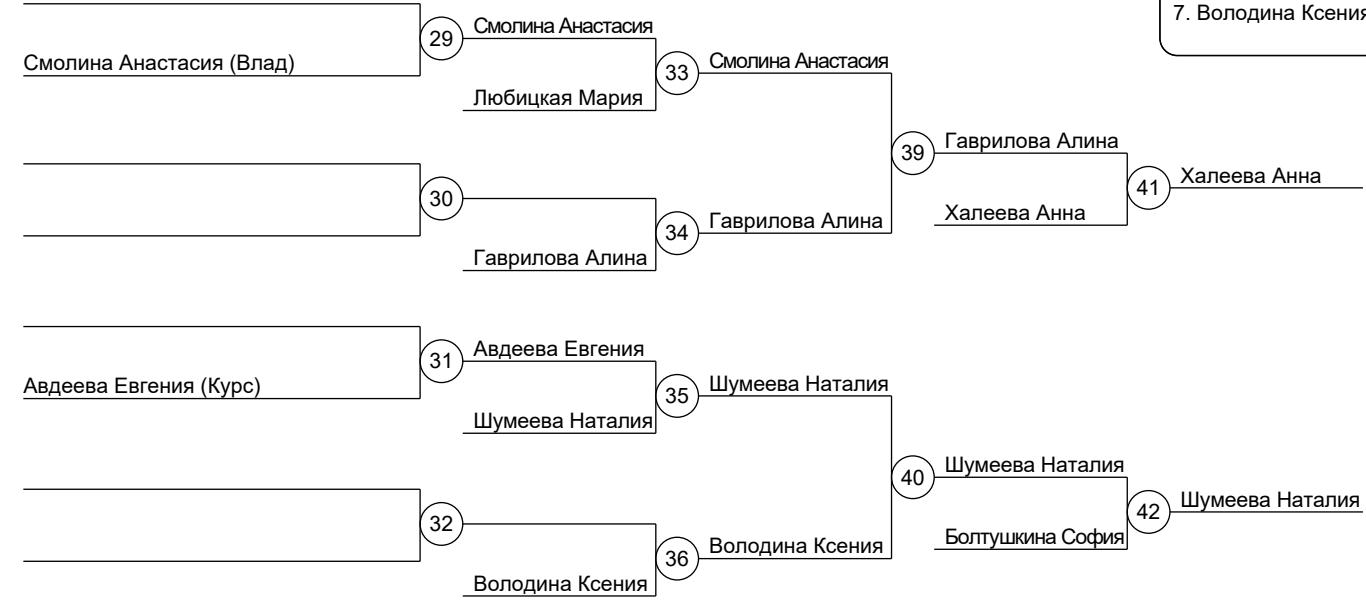 7. Володина Ксения
29
Смолина Анастасия
Смолина Анастасия (Влад)
33
Смолина Анастасия
Любицкая Мария
39
Гаврилова Алина
41
Халеева Анна
30
Халеева Анна
34
Гаврилова Алина
Гаврилова Алина
31
Авдеева Евгения
Авдеева Евгения (Курс)
35
Шумеева Наталия
Шумеева Наталия
40
Шумеева Наталия
42
Шумеева Наталия
32
Болтушкина София
36
Володина Ксения
Володина Ксения